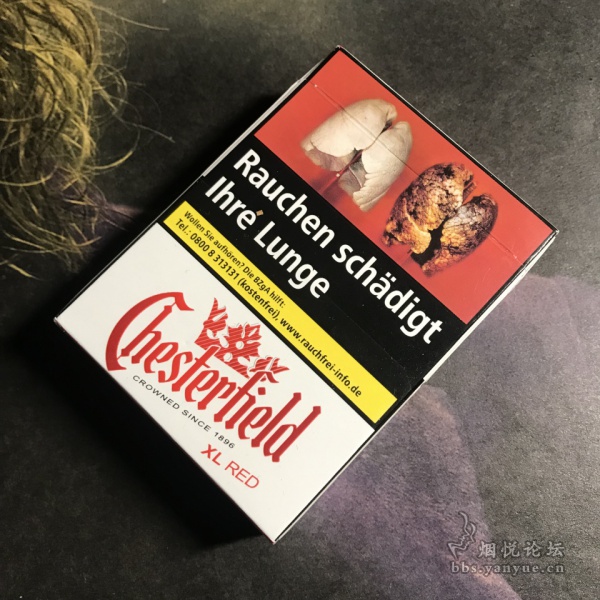 Rauchen schädigt
Ihre Lunge
Wollen Sie aufhören? Die BZgA hilft:
Tel.: 0800 8 313131 (kostenfrei), www.rauchfrei-info.de
Chesterfield
CROWNED SINCE 1896
XL RED
烟悦论坛
bbs.yanyue.cn